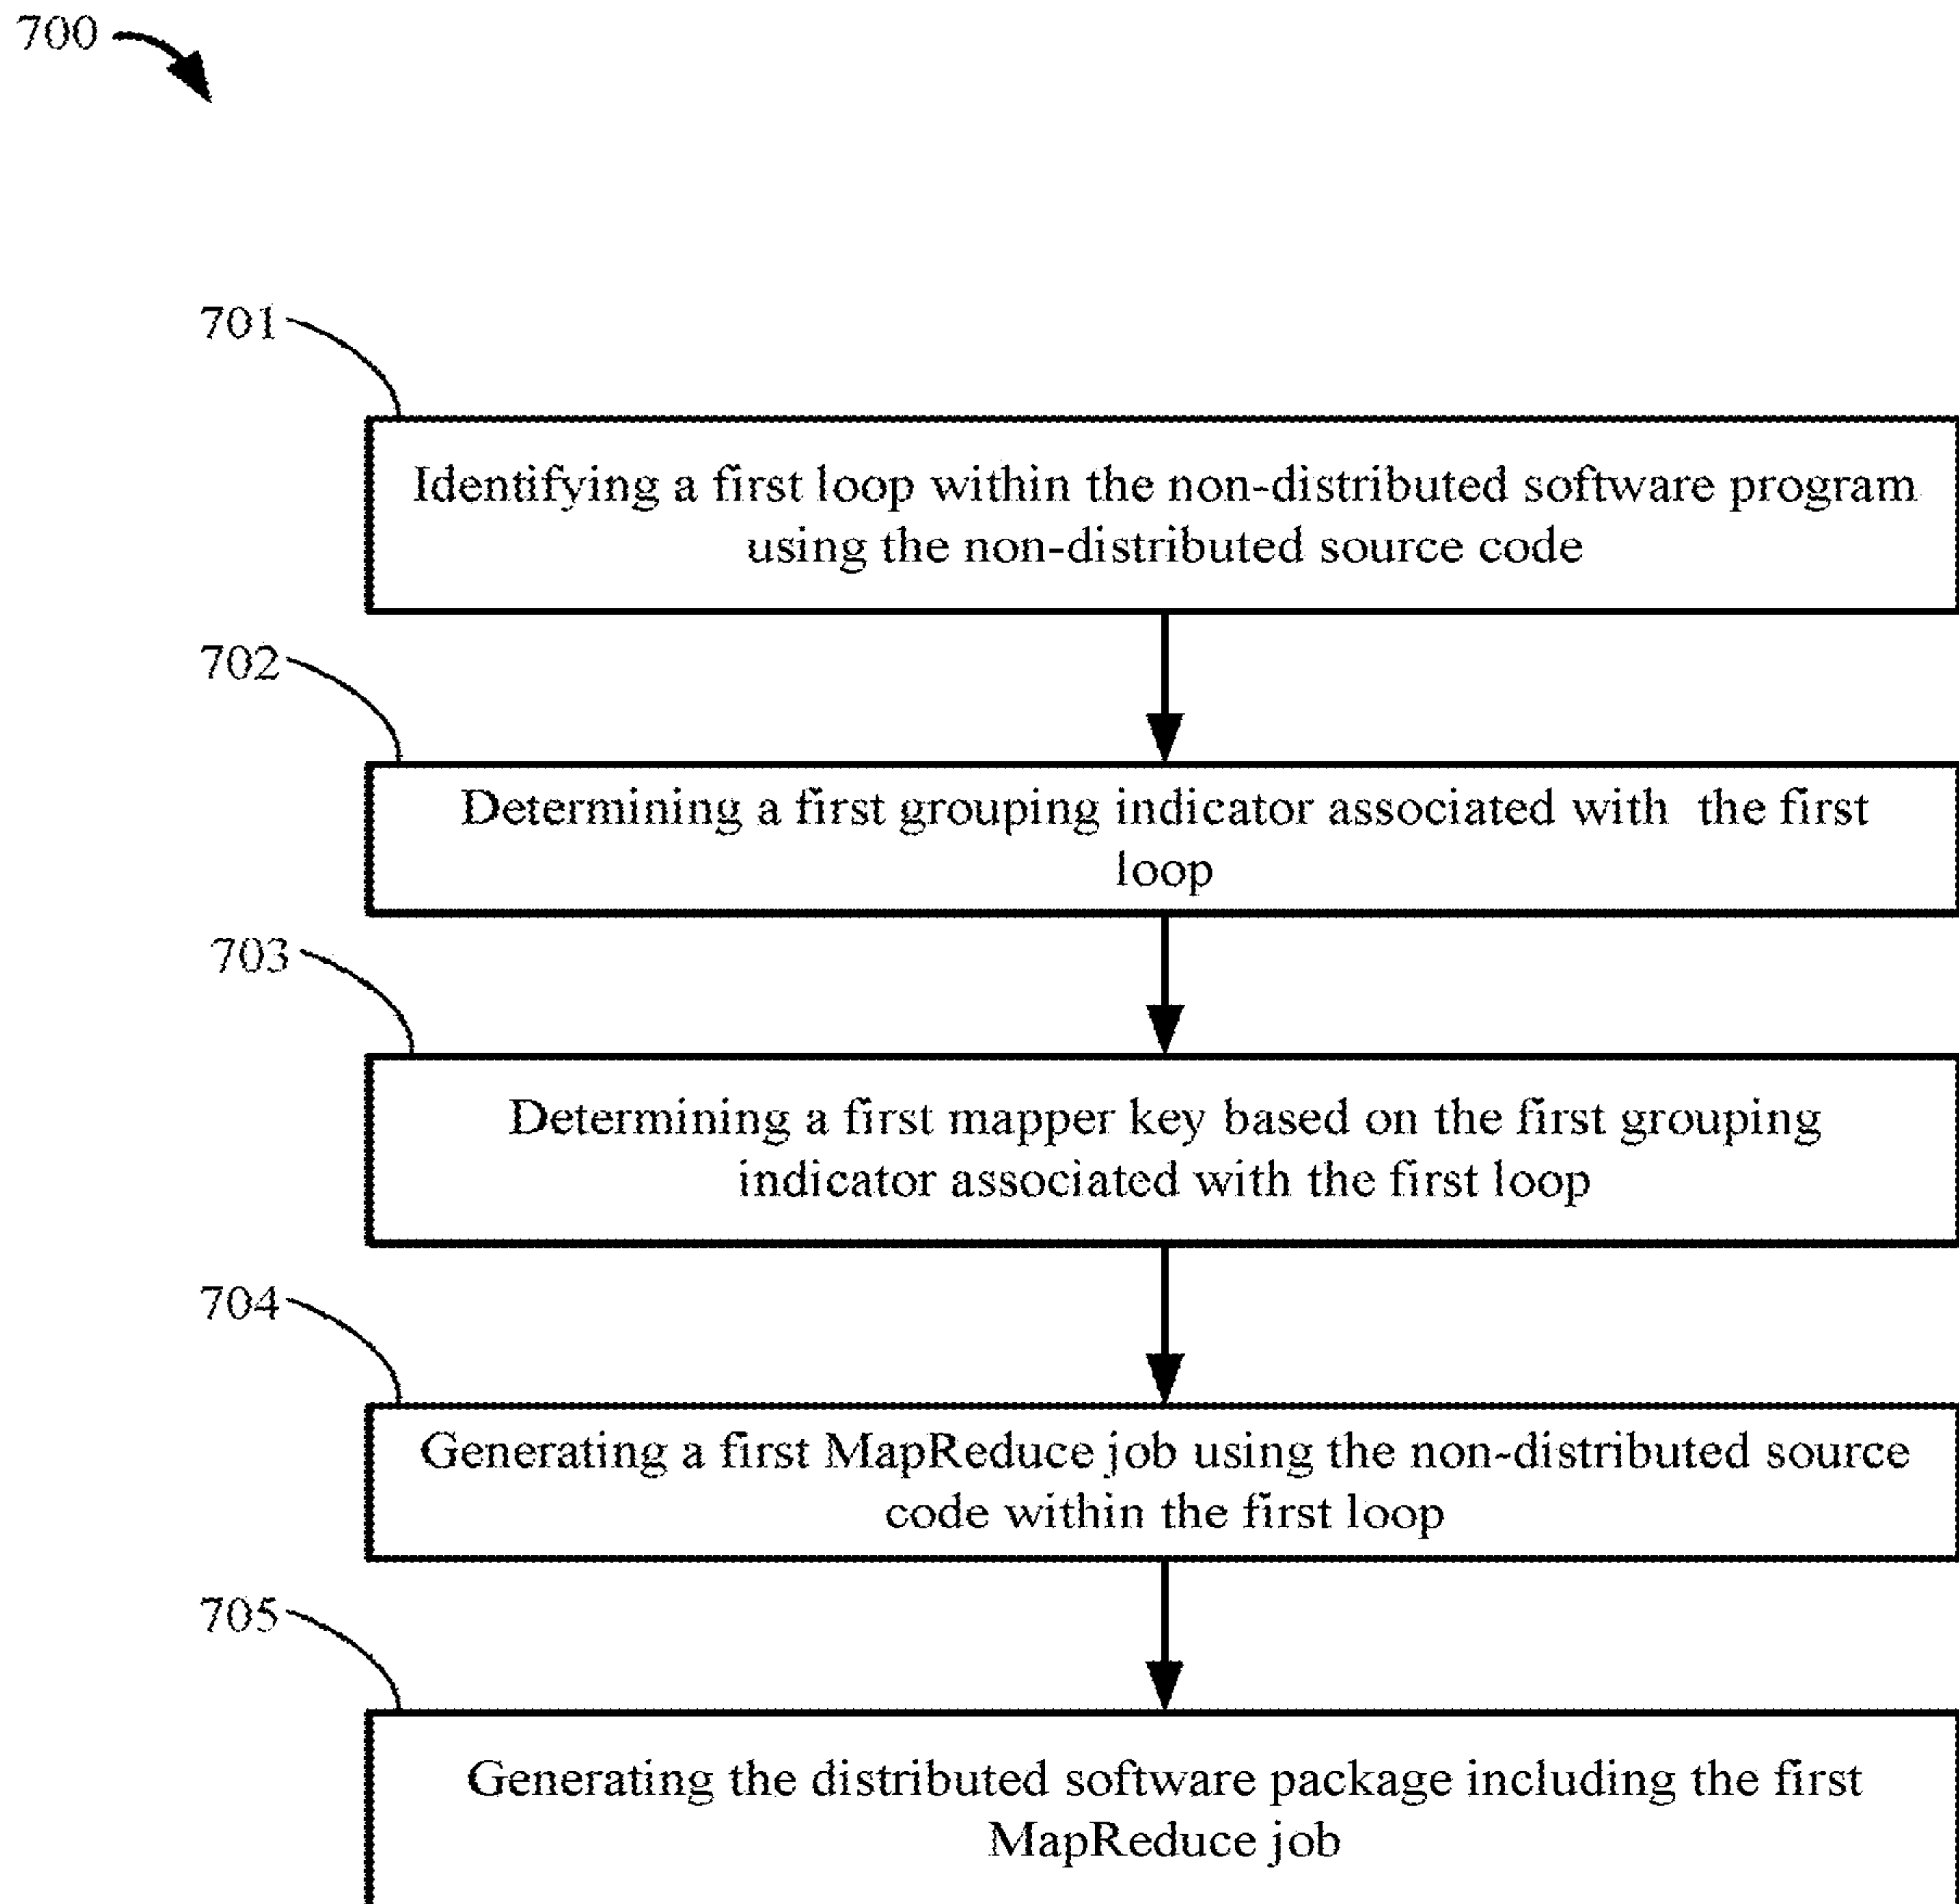 700
701
Identifying a first loop within the non-distributed software program
using the non-distributed source code
702
Determining a first grouping indicator associated with the first
loop
703
Determining a first mapper key based on the first grouping
indicator associated with the first loop
704
Generating a first MapReduce job using the non-distributed source
code within the first loop
705
Generating the distributed software package including the first
MapReduce job